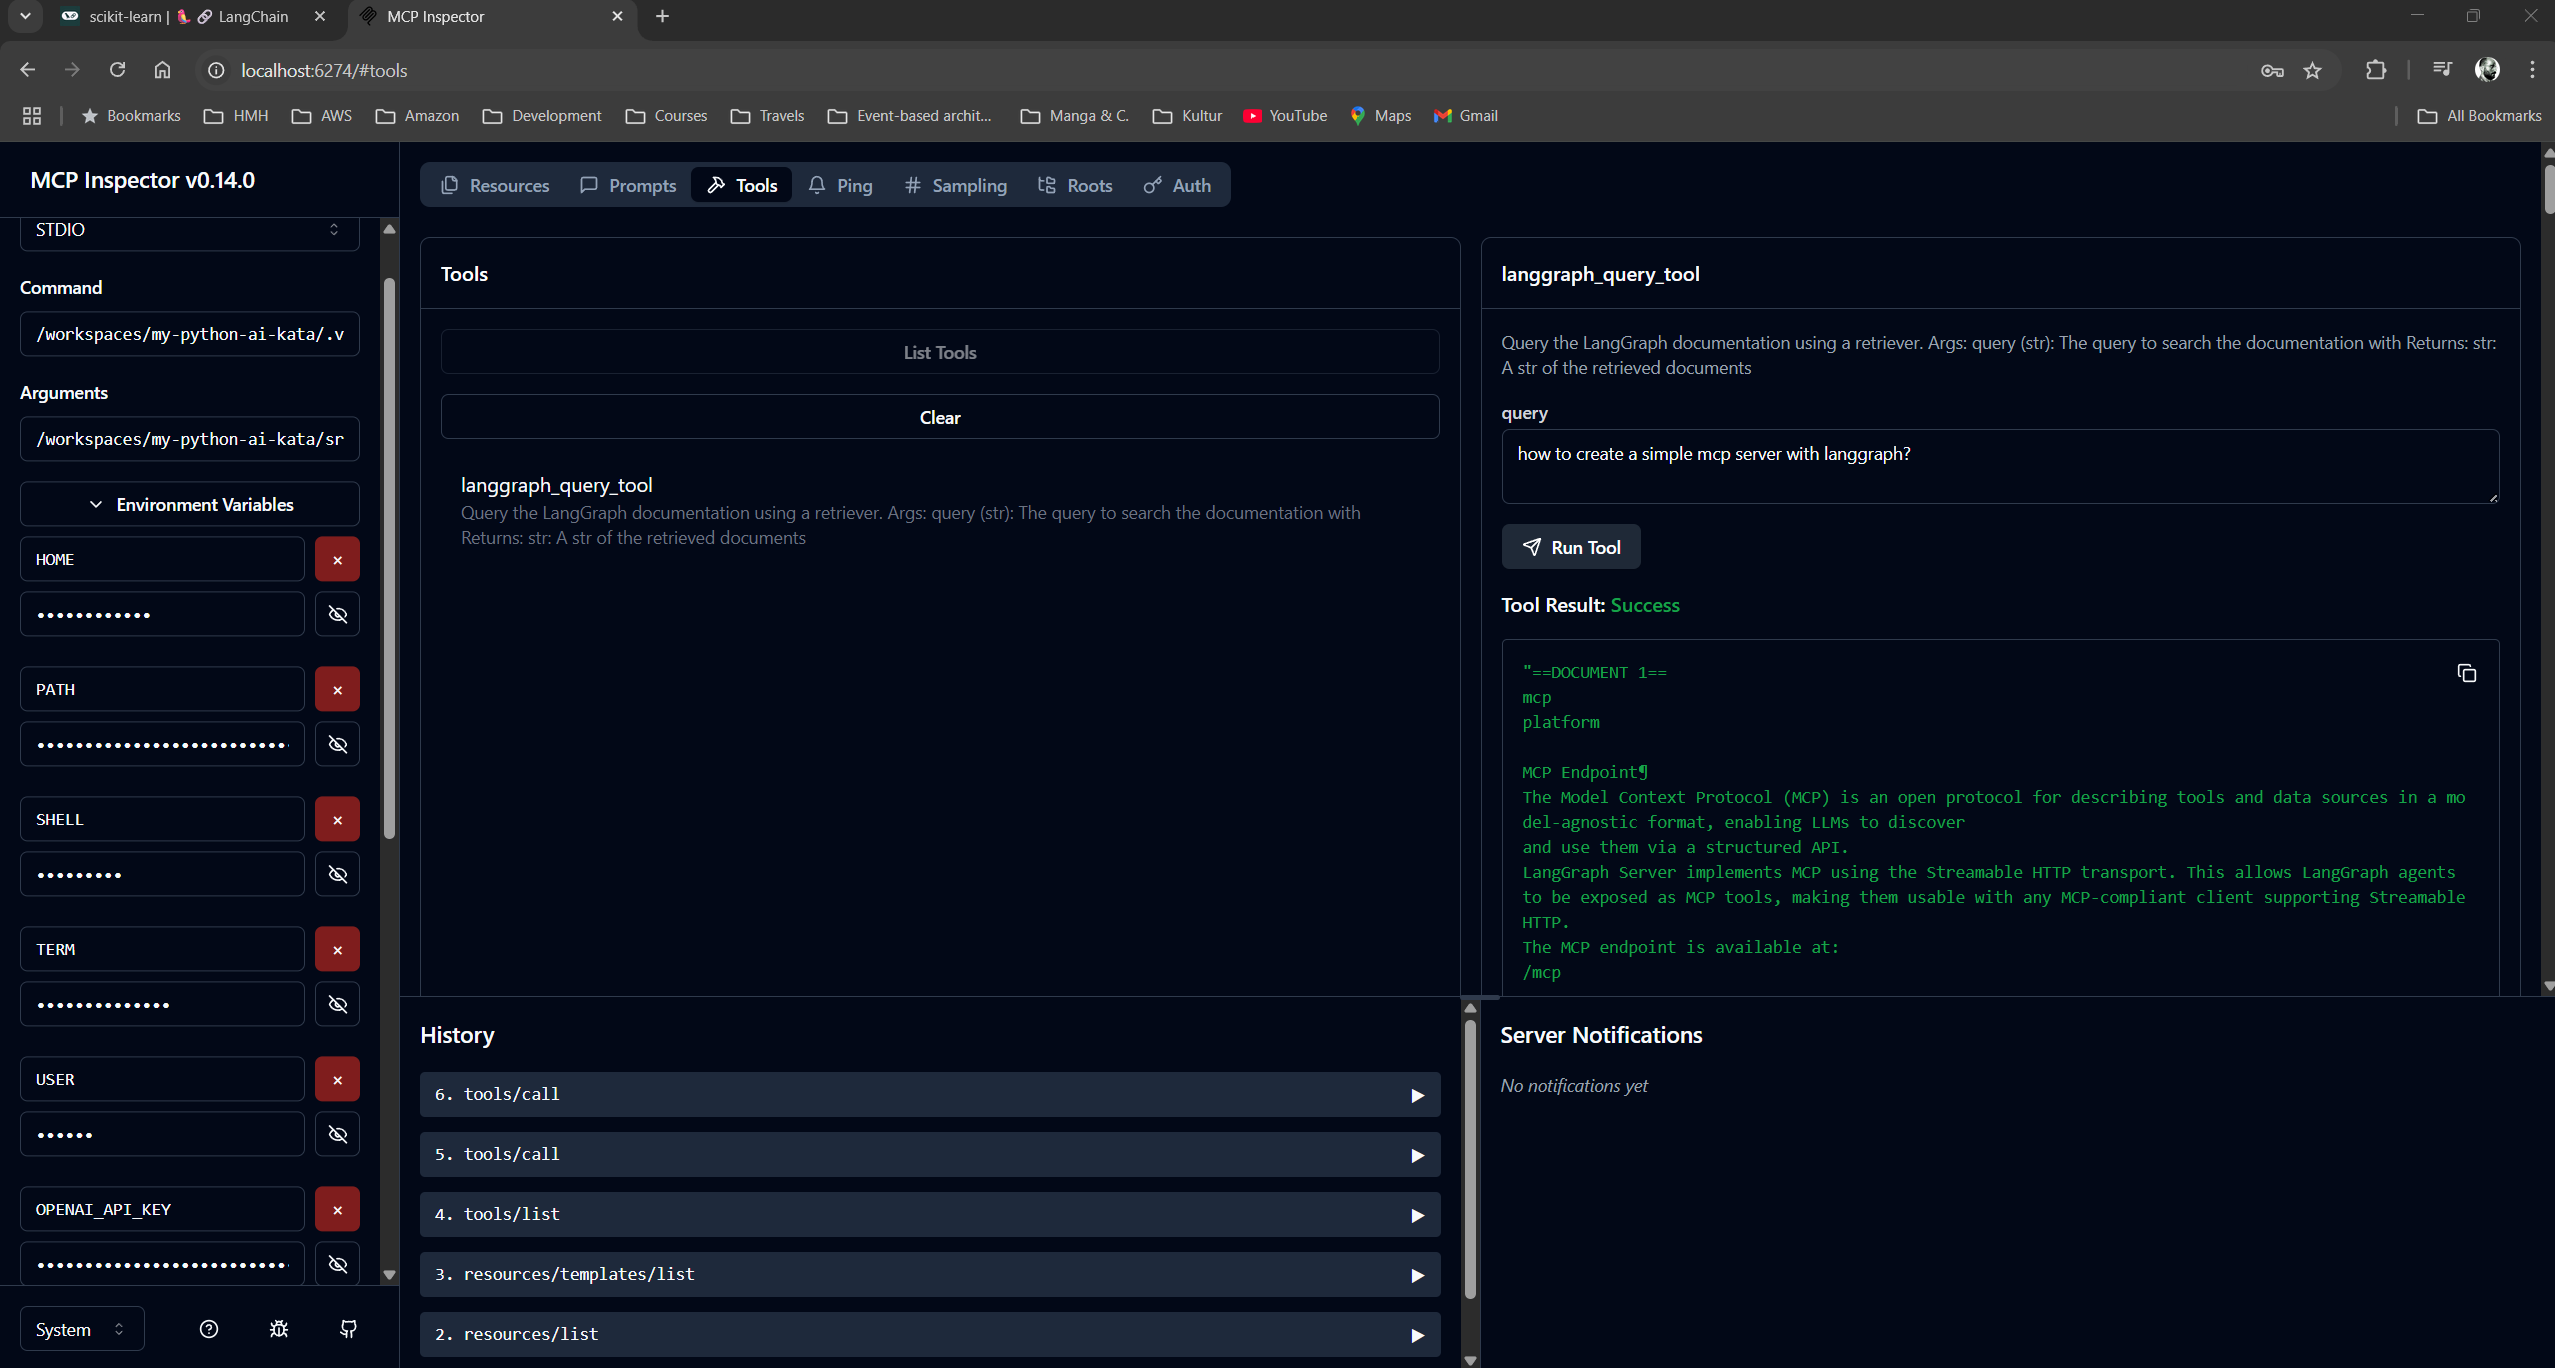 scikit-learn | LangChain
MCP Inspector
localhost:6274/#tools
Bookmarks
HMH
AWS
Amazon
Development
Courses
Travels
Event-based archit...
Manga & C.
Kultur
YouTube
Maps
Gmail
All Bookmarks
MCP Inspector v0.14.0
STDIO
Command
/workspaces/my-python-ai-kata/.v
Arguments
/workspaces/my-python-ai-kata/sr
Environment Variables
HOME
••••••••••••
PATH
SHELL
•••••••••
TERM
••••••••••••••
USER
••••••
OPENAI_API_KEY
System
Resources
Prompts
Tools
Ping
Sampling
Roots
Auth
Tools
List Tools
Clear
langgraph_query_tool
Query the LangGraph documentation using a retriever. Args: query (str): The query to search the documentation with
Returns: str: A str of the retrieved documents
langgraph_query_tool
Query the LangGraph documentation using a retriever. Args: query (str): The query to search the documentation with Returns: str:
A str of the retrieved documents
query
how to create a simple mcp server with langgraph?
Run Tool
Tool Result: Success
"==DOCUMENT 1==
mcp
platform
MCP Endpoint¶
The Model Context Protocol (MCP) is an open protocol for describing tools and data sources in a mo
del-agnostic format, enabling LLMs to discover
and use them via a structured API.
LangGraph Server implements MCP using the Streamable HTTP transport. This allows LangGraph agents
to be exposed as MCP tools, making them usable with any MCP-compliant client supporting Streamable
HTTP.
The MCP endpoint is available at:
/mcp
History
6. tools/call
5. tools/call
4. tools/list
3. resources/templates/list
2. resources/list
Server Notifications
No notifications yet